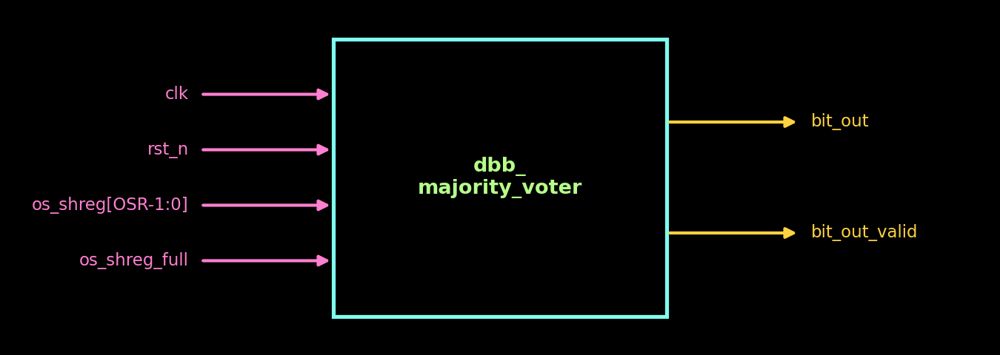 clk
rst_n
os_shreg[OSR-1:0]
os_shreg_full
dbb_
majority_voter
bit_out
bit_out_valid